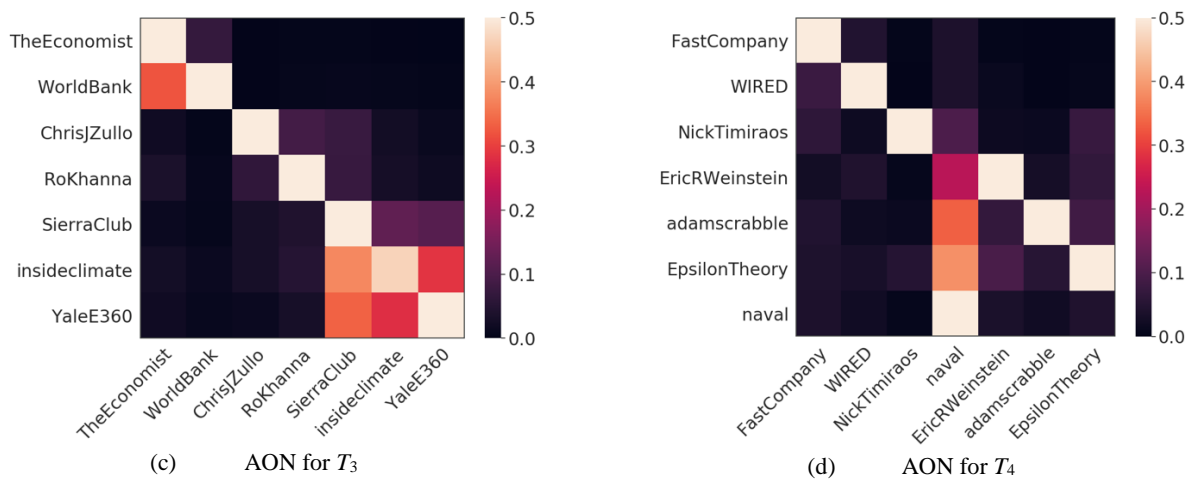 TheEconomist
WorldBank
ChrisJZullo
RoKhanna
SierraClub
insideclimate
YaleE360
0.5
0.4
0.3
0.2
0.1
0.0
TheEconomist
WorldBank
ChrisJZullo
RoKhanna
SierraClub
insideclimate
YaleE360
(c) AON for T3
FastCompany
WIRED
NickTimiraos
EricRWeinstein
adamscrabble
EpsilonTheory
naval
0.5
0.4
0.3
0.2
0.1
0.0
FastCompany
WIRED
NickTimiraos
naval
EricRWeinstein
adamscrabble
EpsilonTheory
(d) AON for T4